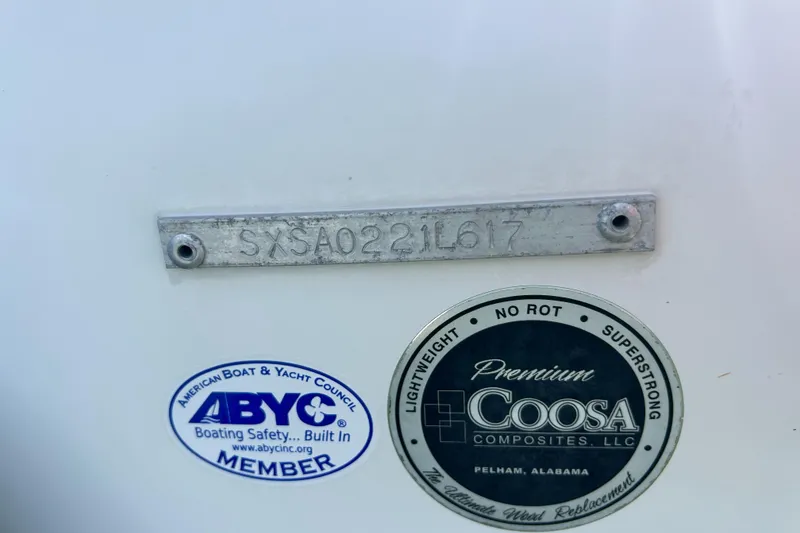 SXSA0221L617
AMERICAN BOAT & YACHT COUNCIL
ABYC®
Boating Safety... Built In
www.abycinc.org
MEMBER
LIGHTWEIGHT • NO ROT • SUPERSTRONG
Premium
COOSA
COMPOSITES, LLC
PELHAM, ALABAMA
The Ultimate Wood Replacement